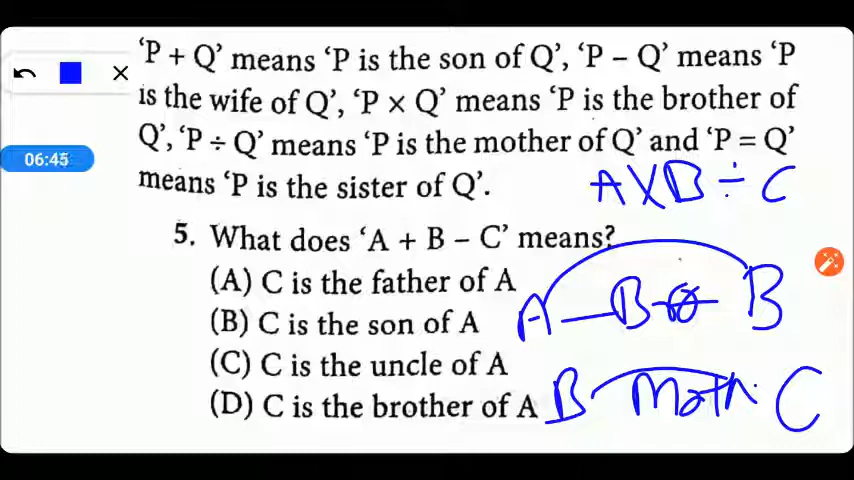 ‘P + Q’ means ‘P is the son of Q’, ‘P – Q’ means ‘P
is the wife of Q’, ‘P × Q’ means ‘P is the brother of
Q’, ‘P ÷ Q’ means ‘P is the mother of Q’ and ‘P = Q’
06:45
means ‘P is the sister of Q’.
A X B ÷ C
5. What does ‘A + B – C’ means?
(A) C is the father of A
(B) C is the son of A
A B B
(C) C is the uncle of A
(D) C is the brother of A
B Moth. C